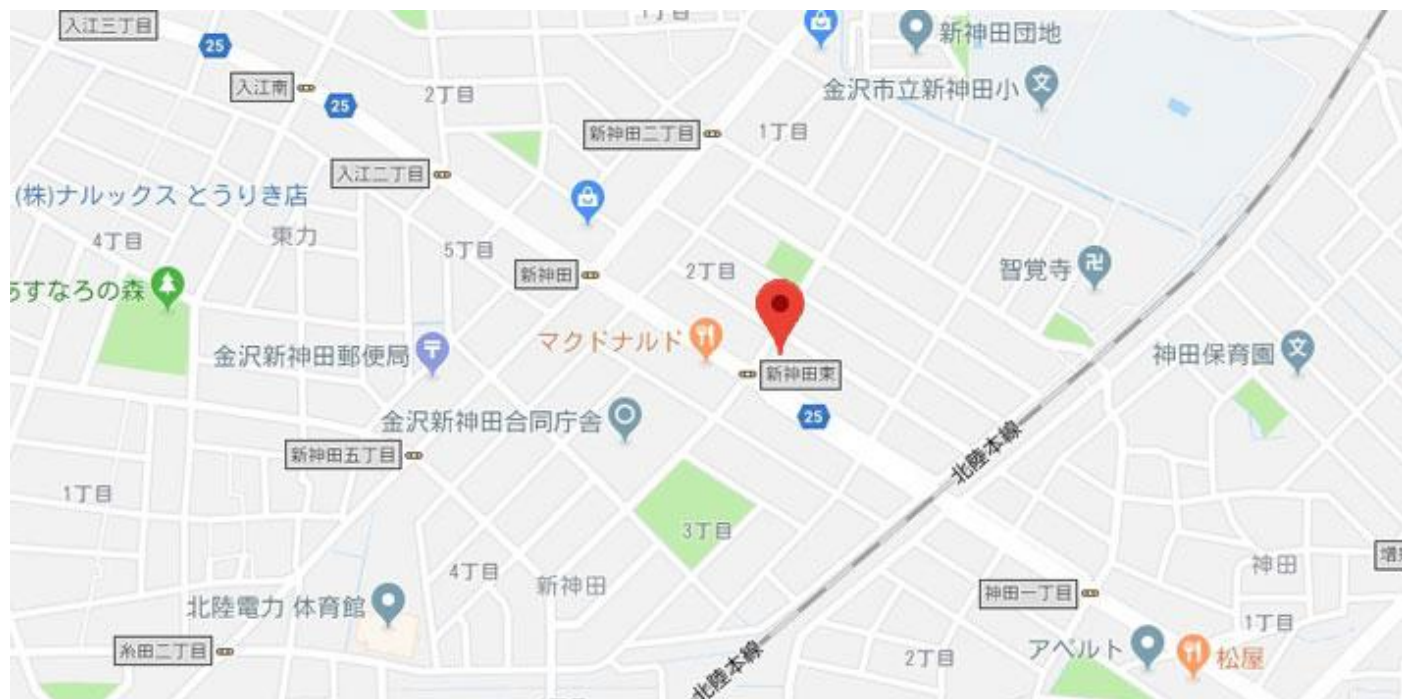 入江三丁目
25
新神田団地
入江南
25
2丁目
金沢市立新神田小
新神田二丁目
1丁目
入江二丁目
(株)ナルックス とうりき店
4丁目
東力
5丁目
新神田
2丁目
智覚寺
あすなろの森
マクドナルド
金沢新神田郵便局
新神田東
神田保育園
金沢新神田合同庁舎
25
北陸本線
新神田五丁目
1丁目
3丁目
4丁目
新神田
神田
神田一丁目
北陸電力 体育館
1丁目
糸田二丁目
北陸本線
2丁目
アペルト
松屋